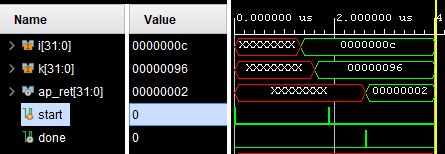 Name Value 0.000000 us 2.000000 us 4
i[31:0] 0000000c XXXXXXXX 0000000c
k[31:0] 00000096 XXXXXXXX 00000096
ap_ret[31:0] 00000002 XXXXXXXX 00000002
start 0
done 0